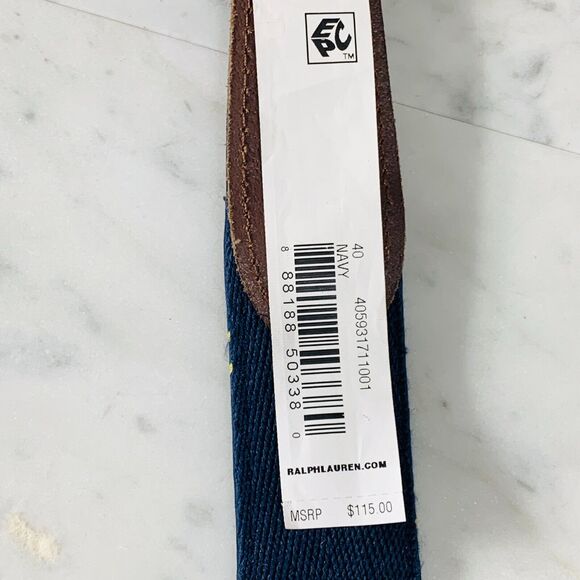 EPC
TM
40
NAVY
405931711001
8 88188 50338 0
RALPHLAUREN.COM
MSRP $115.00